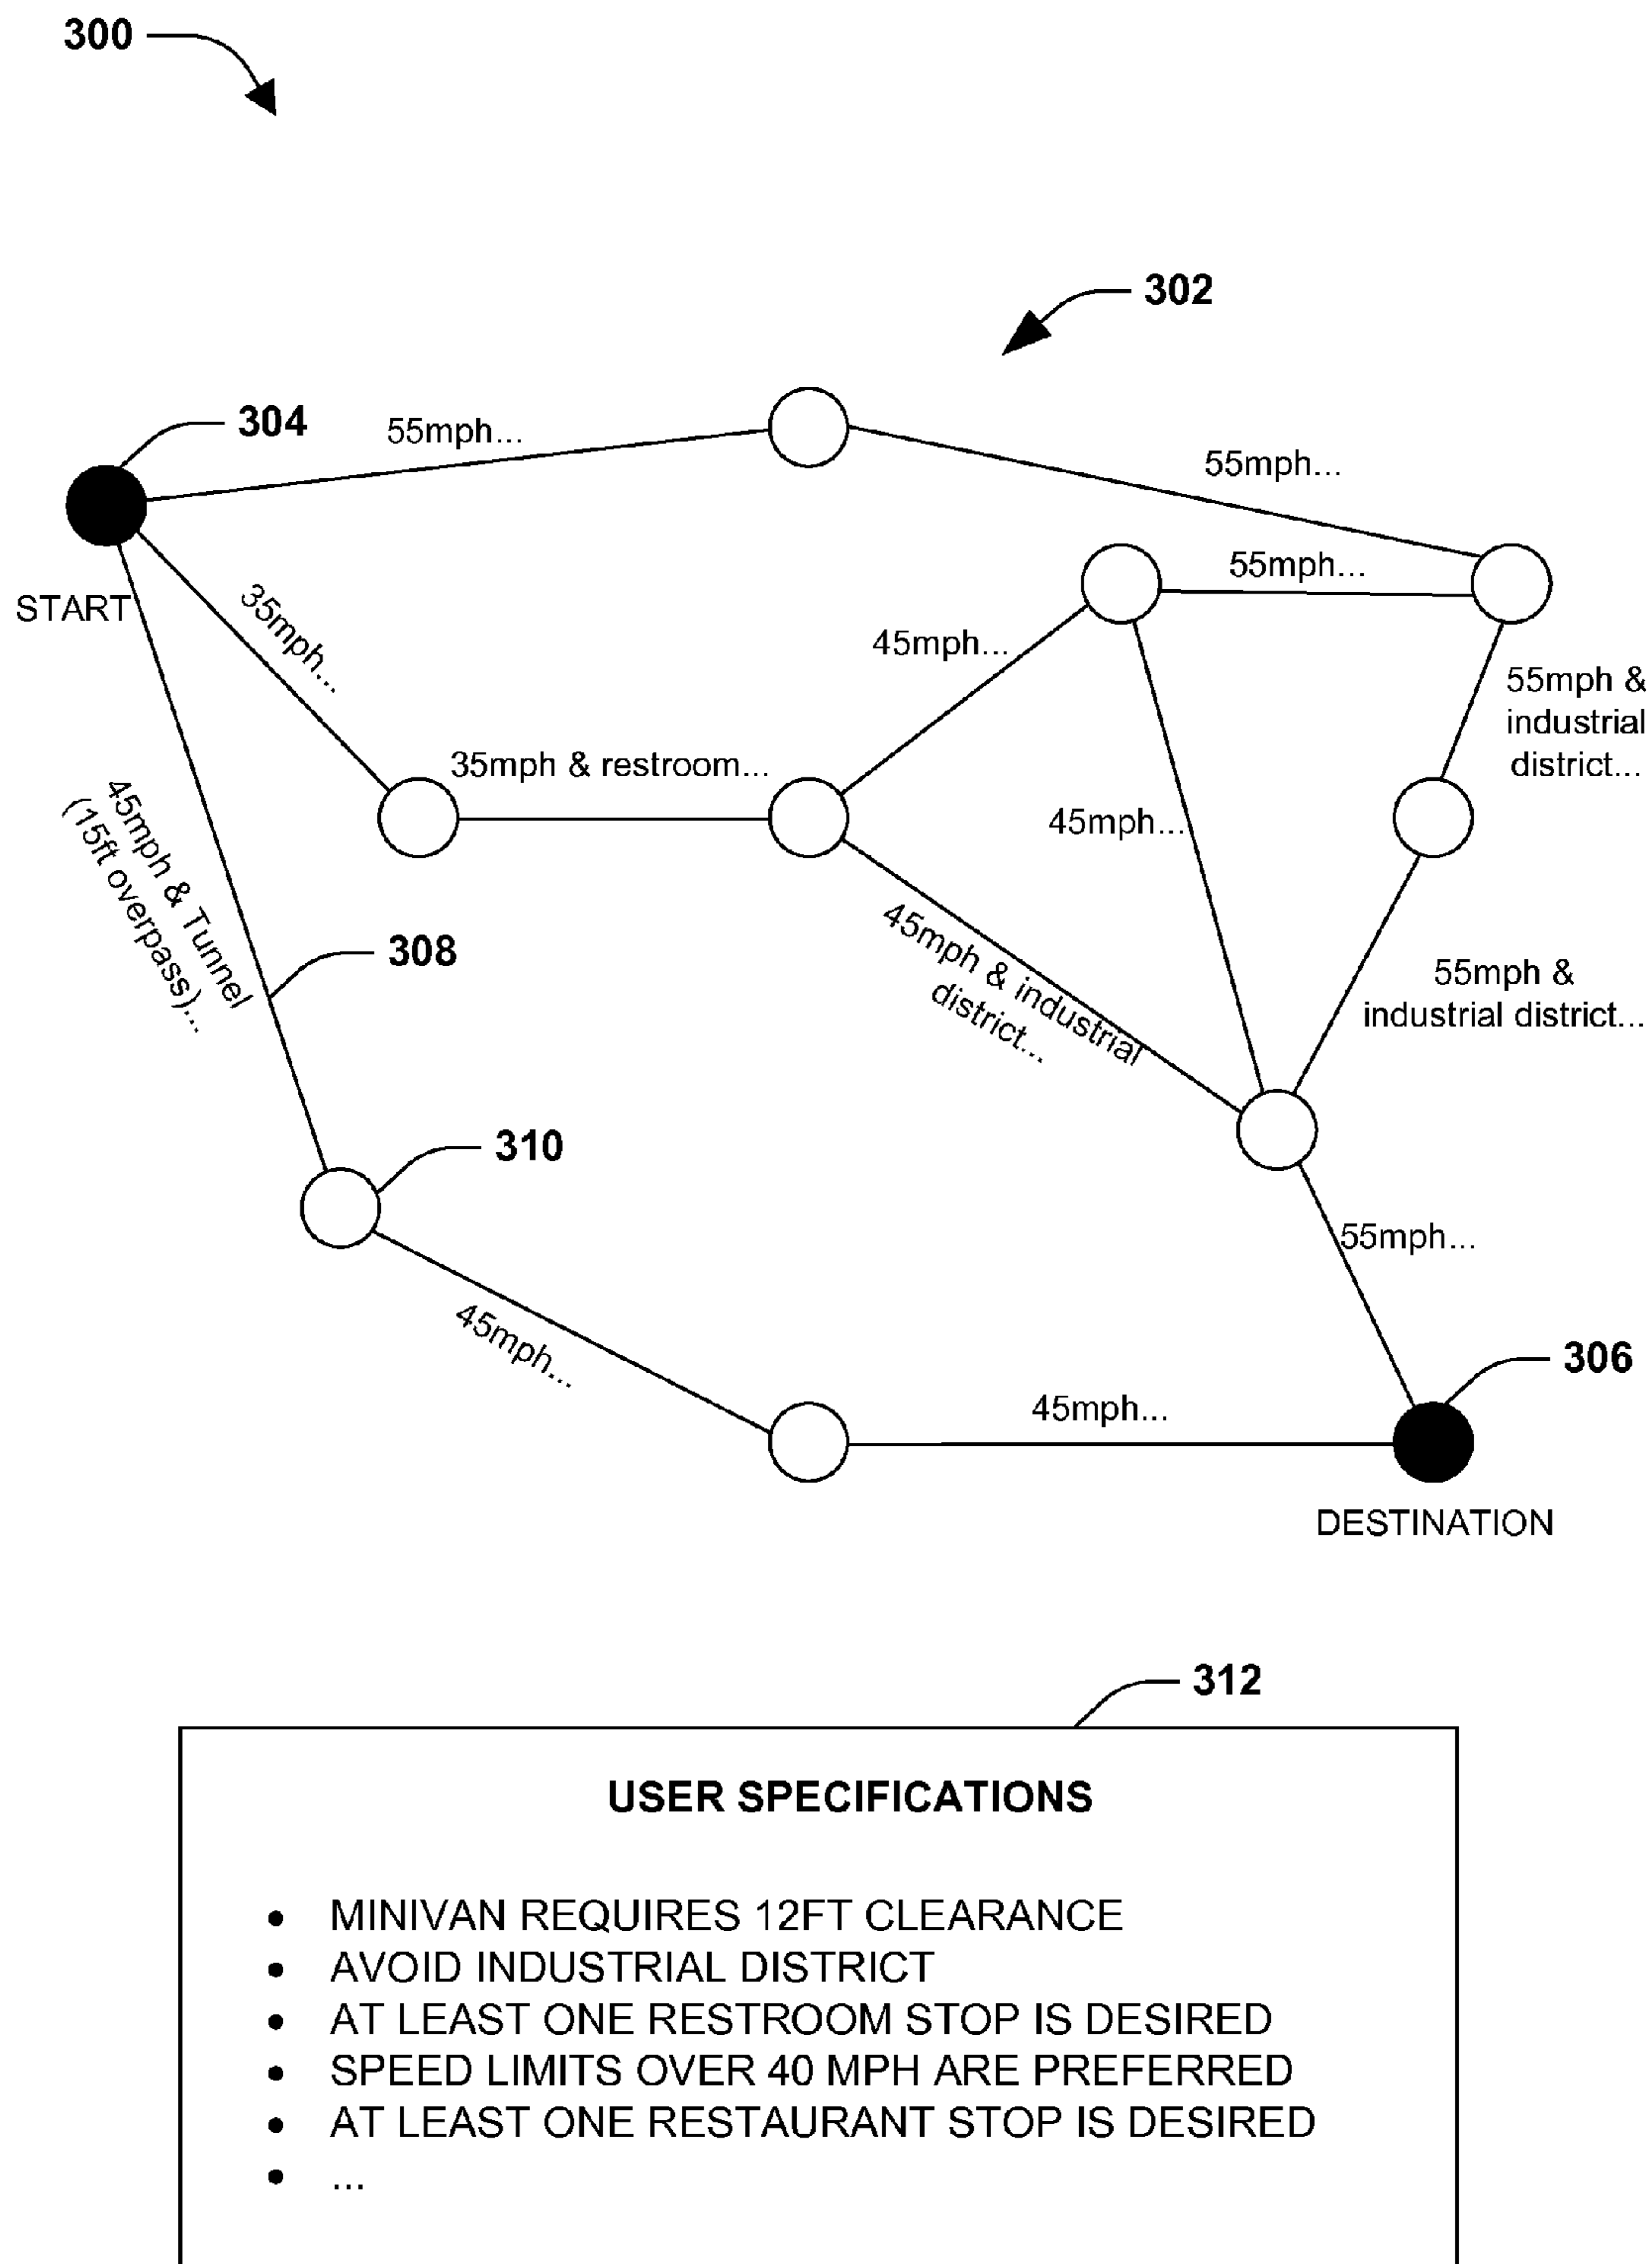 300
302
304
55mph...
55mph...
START
35mph...
55mph...
45mph...
55mph &
industrial
district...
35mph & restroom...
45mph...
45mph & Tunnel
(15ft overpass)...
308
45mph & industrial
district...
55mph &
industrial district...
310
55mph...
45mph...
306
45mph...
DESTINATION
312
USER SPECIFICATIONS
• MINIVAN REQUIRES 12FT CLEARANCE
• AVOID INDUSTRIAL DISTRICT
• AT LEAST ONE RESTROOM STOP IS DESIRED
• SPEED LIMITS OVER 40 MPH ARE PREFERRED
• AT LEAST ONE RESTAURANT STOP IS DESIRED
• ...